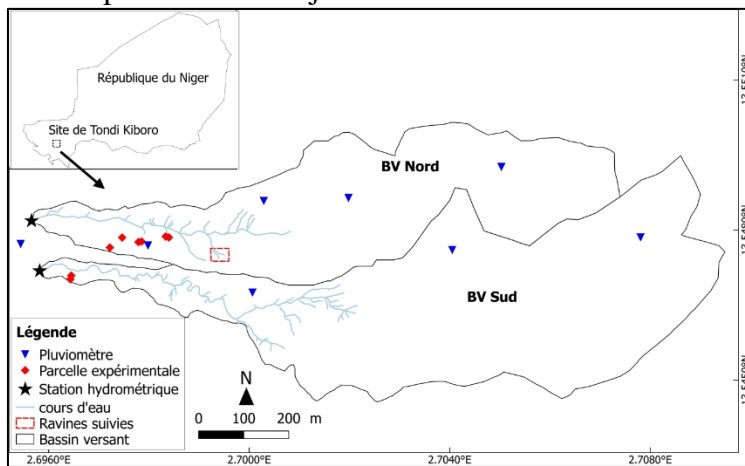 République du Niger
Site de Tondi Kiboro
BV Nord
BV Sud
Légende
Pluviomètre
Parcelle expérimentale
Station hydrométrique
cours d'eau
Ravines suivies
Bassin versant
N
0 100 200 m
2.6960°E 2.7000°E 2.7040°E 2.7080°E